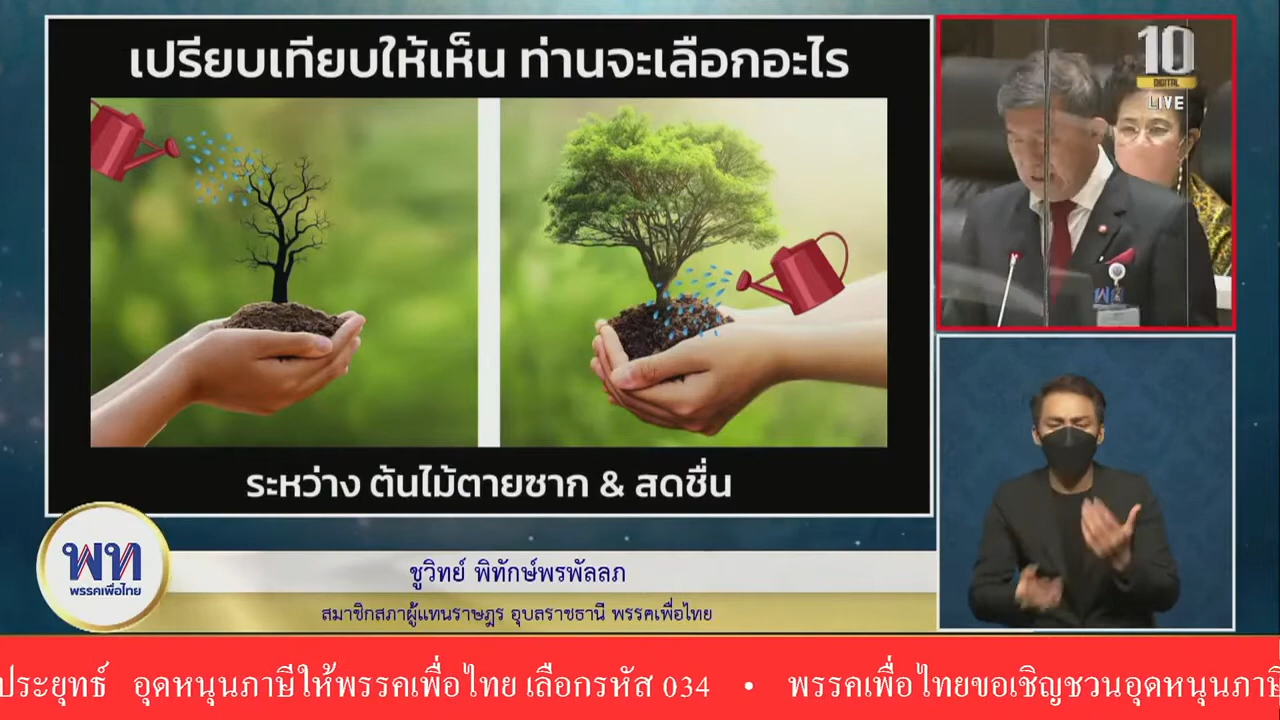 เปรียบเทียบให้เห็น ท่านจะเลือกอะไร
10
DIGITAL
LIVE
พท
ระหว่าง ต้นไม้ตายซาก & สดชื่น
พท
พรรคเพื่อไทย
ชูวิทย์ พิทักษ์พรพัลลภ
สมาชิกสภาผู้แทนราษฎร อุบลราชธานี พรรคเพื่อไทย
ประยุทธ์ อุดหนุนภาษีให้พรรคเพื่อไทย เลือกรหัส 034 • พรรคเพื่อไทยขอเชิญชวนอุดหนุนภาษี